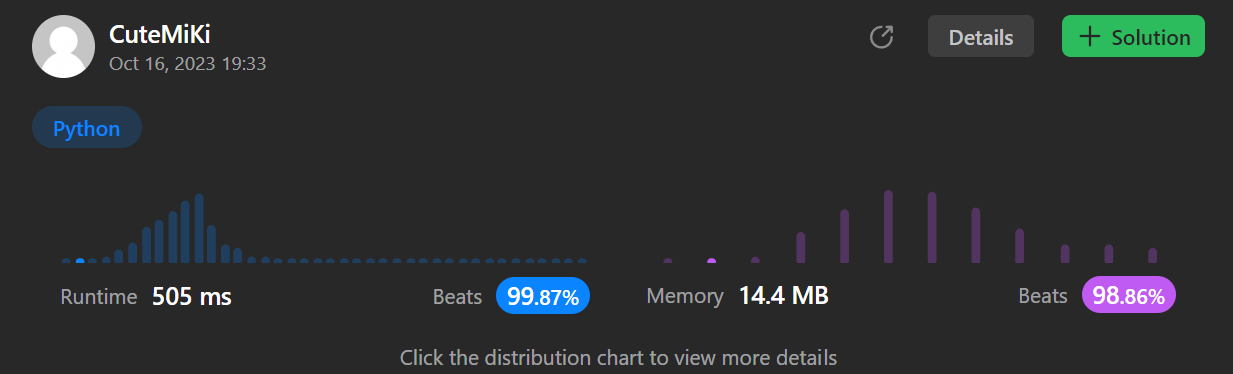 CuteMiKi
Oct 16, 2023 19:33
Details
+ Solution
Python
Runtime 505 ms Beats 99.87%
Memory 14.4 MB Beats 98.86%
Click the distribution chart to view more details